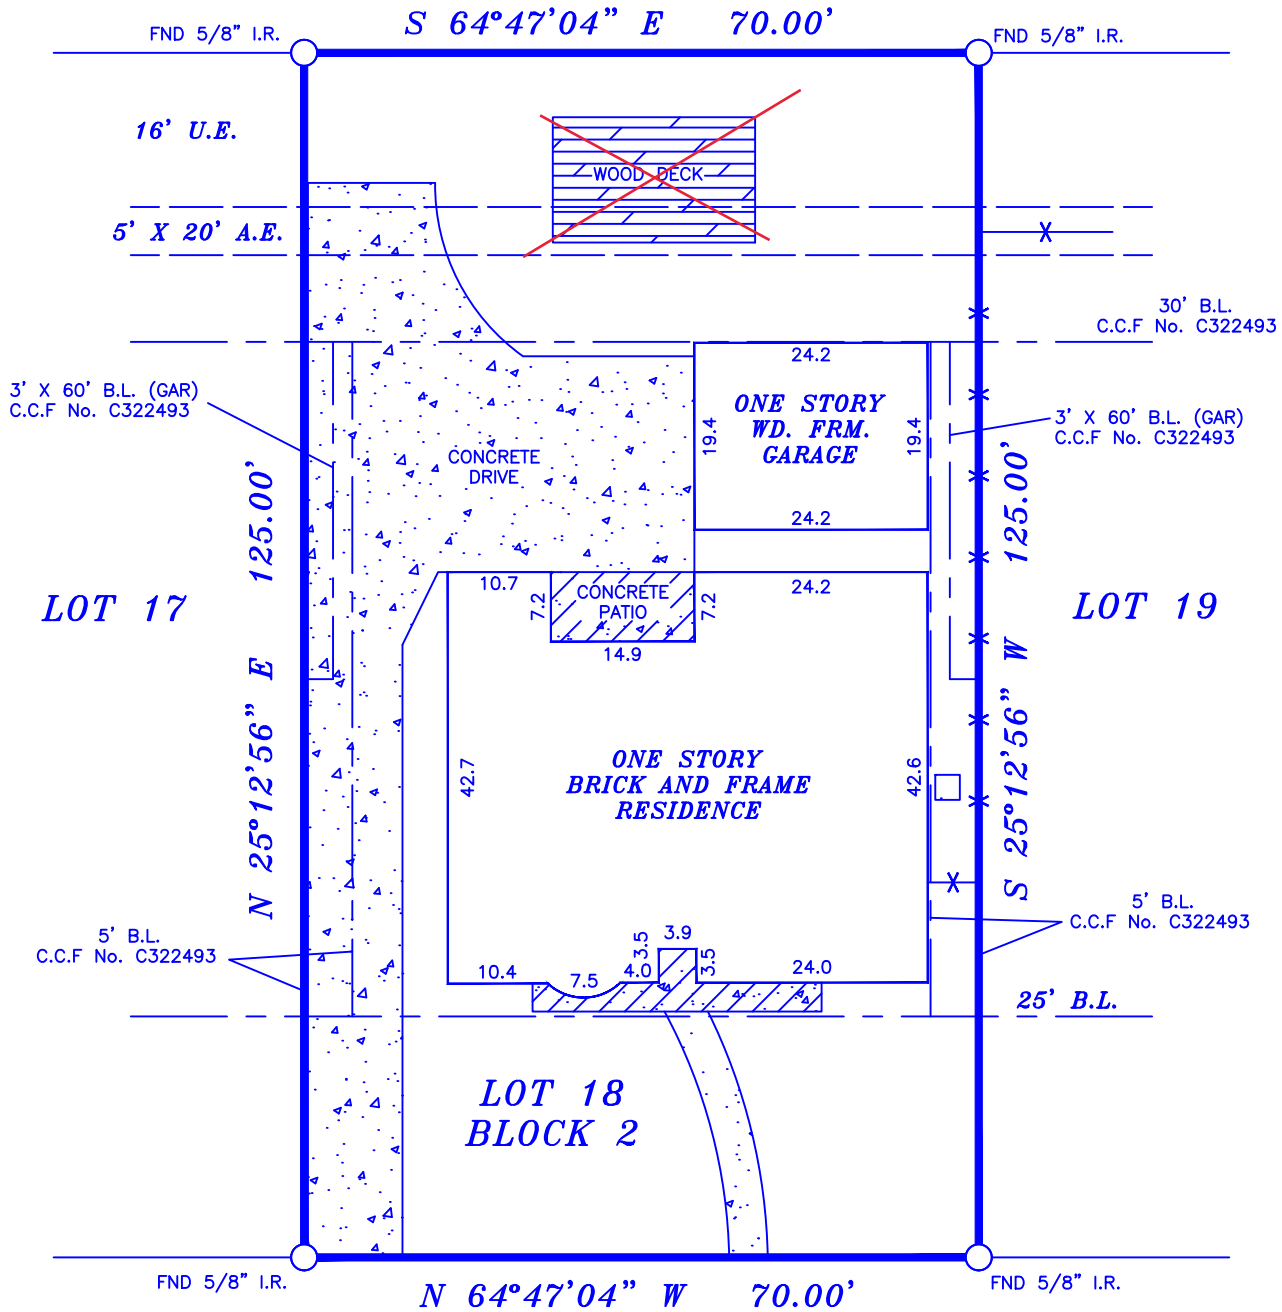 S 64°47'04" E 70.00'
FND 5/8" I.R.
FND 5/8" I.R.
16' U.E.
WOOD DECK
5' X 20' A.E.
30' B.L.
C.C.F No. C322493
24.2
3' X 60' B.L. (GAR)
C.C.F No. C322493
ONE STORY
WD. FRM.
GARAGE
19.4
19.4
3' X 60' B.L. (GAR)
C.C.F No. C322493
CONCRETE
DRIVE
24.2
N 25°12'56" E 125.00'
S 25°12'56" W 125.00'
10.7
CONCRETE
PATIO
7.2
7.2
24.2
14.9
LOT 17
LOT 19
ONE STORY
BRICK AND FRAME
RESIDENCE
42.7
42.6
5' B.L.
C.C.F No. C322493
5' B.L.
C.C.F No. C322493
3.9
3.5
3.5
10.4
7.5
4.0
24.0
25' B.L.
LOT 18
BLOCK 2
FND 5/8" I.R.
FND 5/8" I.R.
N 64°47'04" W 70.00'